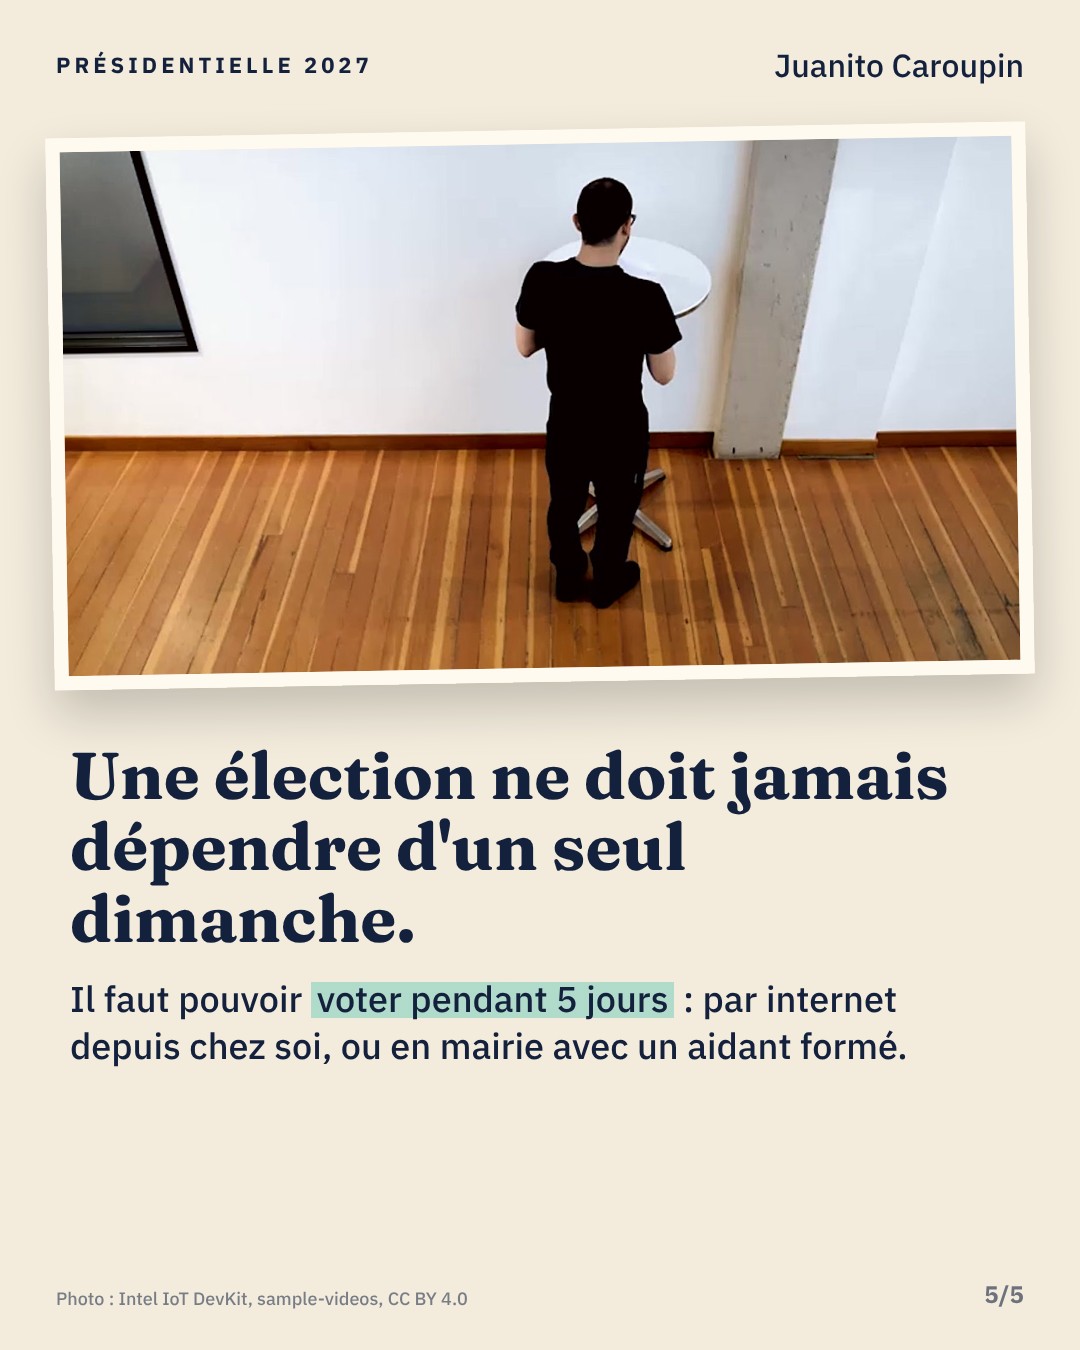 PRÉSIDENTIELLE 2027
Juanito Caroupin
Une élection ne doit jamais
dépendre d'un seul
dimanche.
Il faut pouvoir voter pendant 5 jours : par internet
depuis chez soi, ou en mairie avec un aidant formé.
Photo : Intel IoT DevKit, sample-videos, CC BY 4.0
5/5